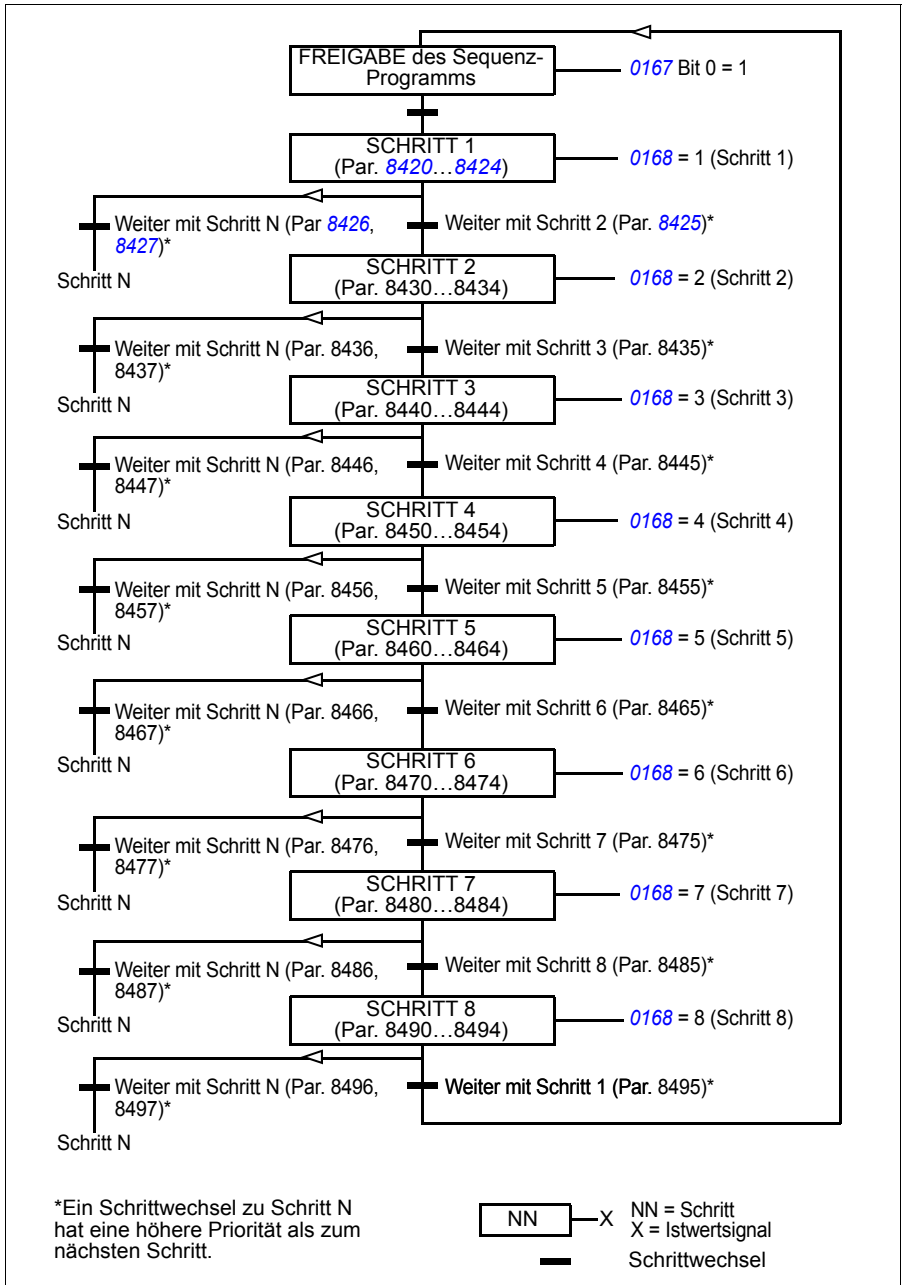 FREIGABE des Sequenz-
Programms
0167 Bit 0 = 1
SCHRITT 1
(Par. 8420…8424)
0168 = 1 (Schritt 1)
Weiter mit Schritt N (Par 8426,
8427)*
Weiter mit Schritt 2 (Par. 8425)*
Schritt N
SCHRITT 2
(Par. 8430…8434)
0168 = 2 (Schritt 2)
Weiter mit Schritt N (Par. 8436,
8437)*
Weiter mit Schritt 3 (Par. 8435)*
Schritt N
SCHRITT 3
(Par. 8440…8444)
0168 = 3 (Schritt 3)
Weiter mit Schritt N (Par. 8446,
8447)*
Weiter mit Schritt 4 (Par. 8445)*
Schritt N
SCHRITT 4
(Par. 8450…8454)
0168 = 4 (Schritt 4)
Weiter mit Schritt N (Par. 8456,
8457)*
Weiter mit Schritt 5 (Par. 8455)*
Schritt N
SCHRITT 5
(Par. 8460…8464)
0168 = 5 (Schritt 5)
Weiter mit Schritt N (Par. 8466,
8467)*
Weiter mit Schritt 6 (Par. 8465)*
Schritt N
SCHRITT 6
(Par. 8470…8474)
0168 = 6 (Schritt 6)
Weiter mit Schritt N (Par. 8476,
8477)*
Weiter mit Schritt 7 (Par. 8475)*
Schritt N
SCHRITT 7
(Par. 8480…8484)
0168 = 7 (Schritt 7)
Weiter mit Schritt N (Par. 8486,
8487)*
Weiter mit Schritt 8 (Par. 8485)*
Schritt N
SCHRITT 8
(Par. 8490…8494)
0168 = 8 (Schritt 8)
Weiter mit Schritt N (Par. 8496,
8497)*
Weiter mit Schritt 1 (Par. 8495)*
Schritt N
*Ein Schrittwechsel zu Schritt N
hat eine höhere Priorität als zum
nächsten Schritt.
NN
X
NN = Schritt
X = Istwertsignal
Schrittwechsel